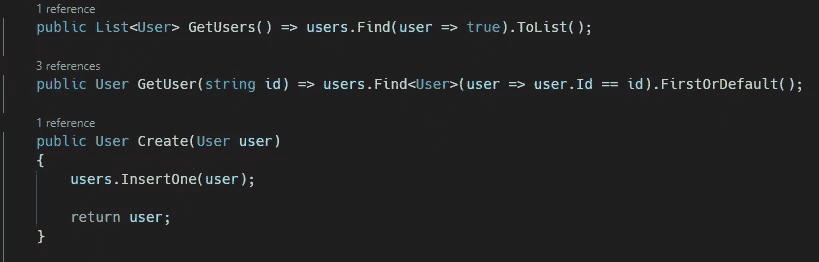 1 reference
public List<User> GetUsers() => users.Find(user => true).ToList();
3 references
public User GetUser(string id) => users.Find<User>(user => user.Id == id).FirstOrDefault();
1 reference
public User Create(User user)
{
users.InsertOne(user);
return user;
}